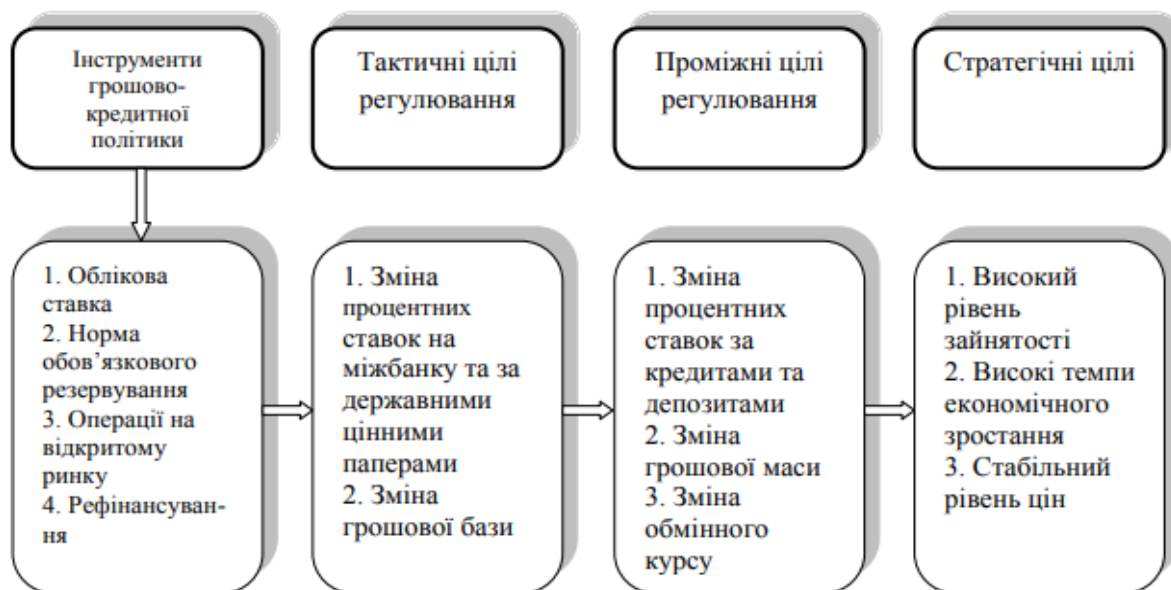 Інструменти
грошово-
кредитної
політики
Тактичні цілі
регулювання
Проміжні цілі
регулювання
Стратегічні цілі
1. Облікова
ставка
2. Норма
обов’язкового
резервування
3. Операції на
відкритому
ринку
4. Рефінансуван-
ня
1. Зміна
процентних
ставок на
міжбанку та за
державними
цінними
паперами
2. Зміна
грошової бази
1. Зміна
процентних
ставок за
кредитами та
депозитами
2. Зміна
грошової маси
3. Зміна
обмінного
курсу
1. Високий
рівень
зайнятості
2. Високі темпи
економічного
зростання
3. Стабільний
рівень цін